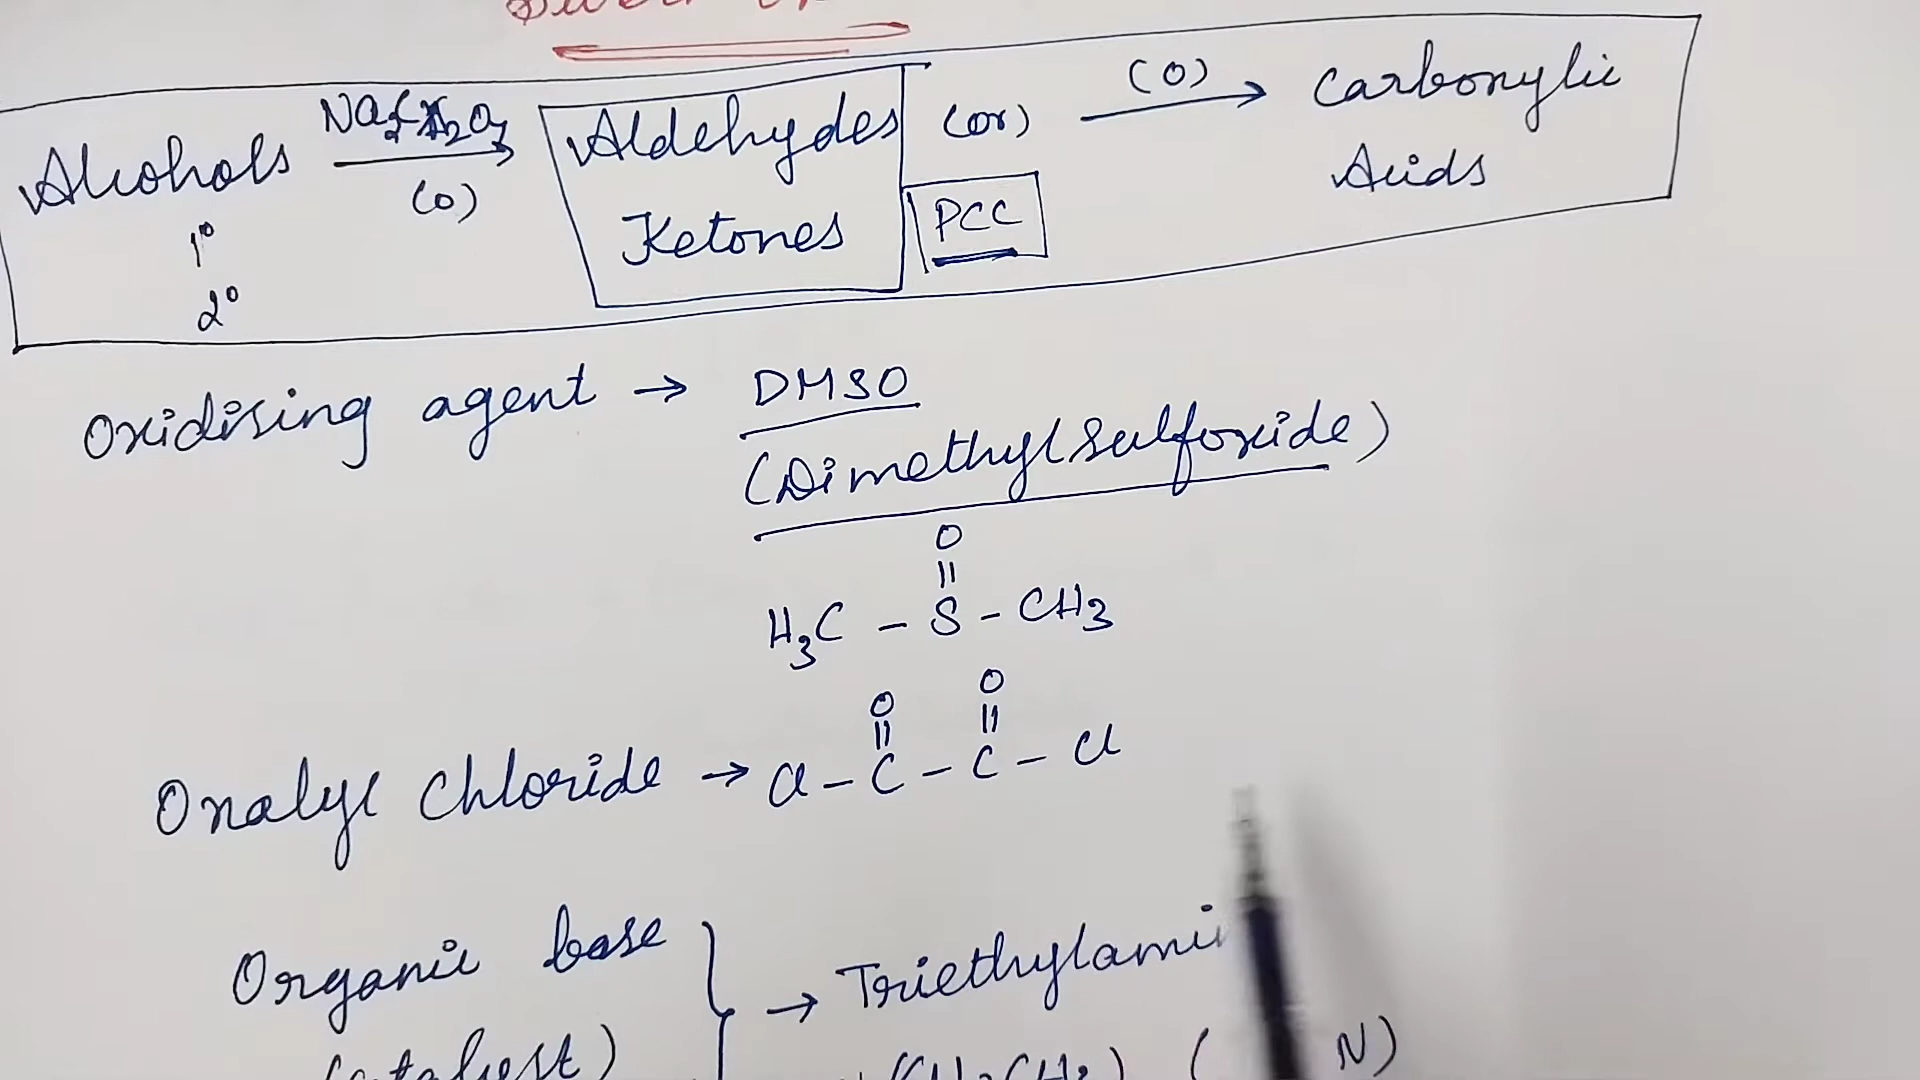 Alcohols (O) Aldehydes (or) (O) Carbonylic
1° Ketones PCC Acids
2°
Oxidising agent → DMSO
(Dimethylsulfoxide)
O
||
H₃C - S - CH₃
O O
|| ||
Oxalyl chloride → Cl - C - C - Cl
Organic base } → Triethylami
N)